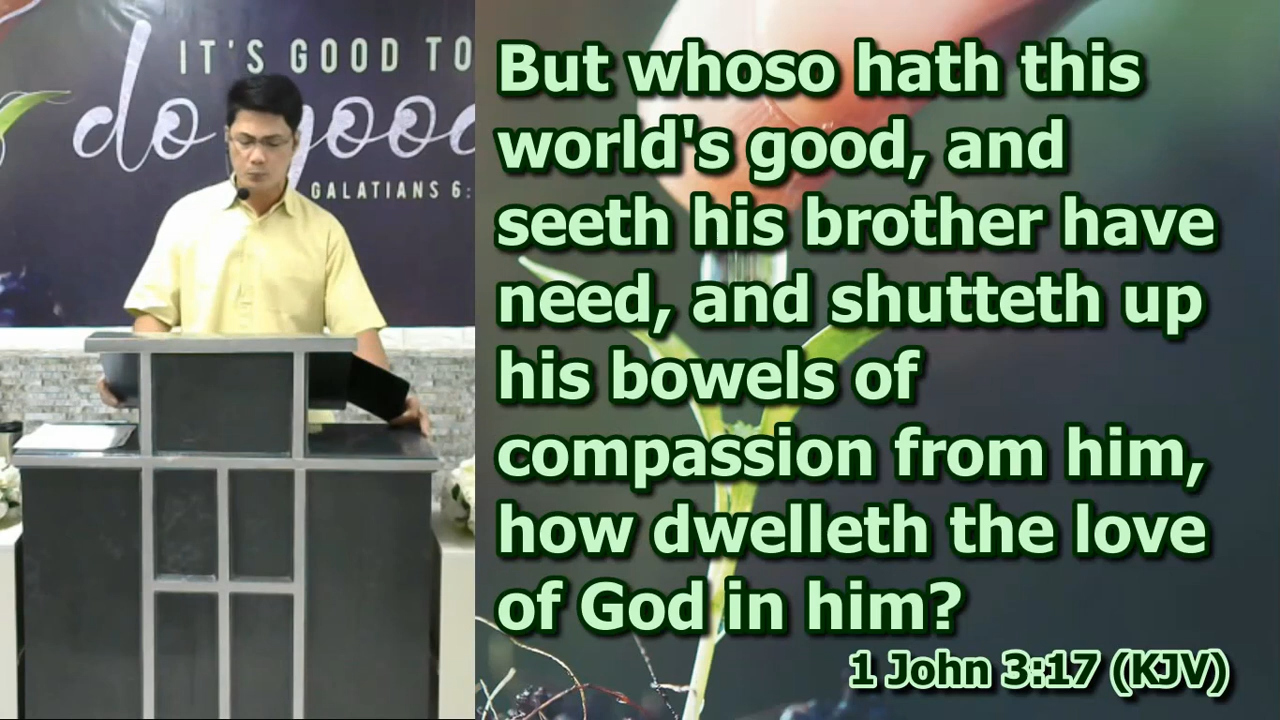 IT'S GOOD TO
do good
GALATIANS 6:
But whoso hath this
world's good, and
seeth his brother have
need, and shutteth up
his bowels of
compassion from him,
how dwelleth the love
of God in him?
1 John 3:17 (KJV)